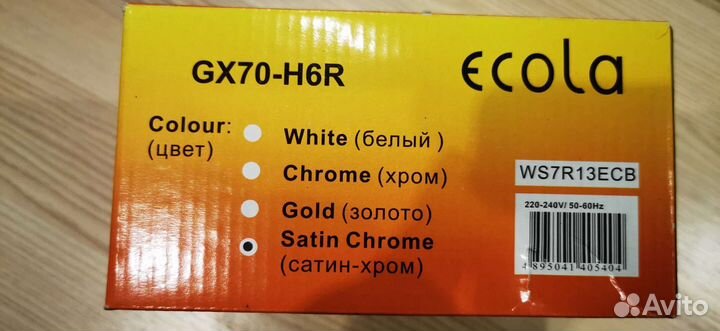 GX70-H6R
ecola
Colour:
(цвет)
White (белый )
Chrome (хром)
Gold (золото)
Satin Chrome
(сатин-хром)
WS7R13ECB
220-240V/ 50-60Hz
4 895041 405404
Avito